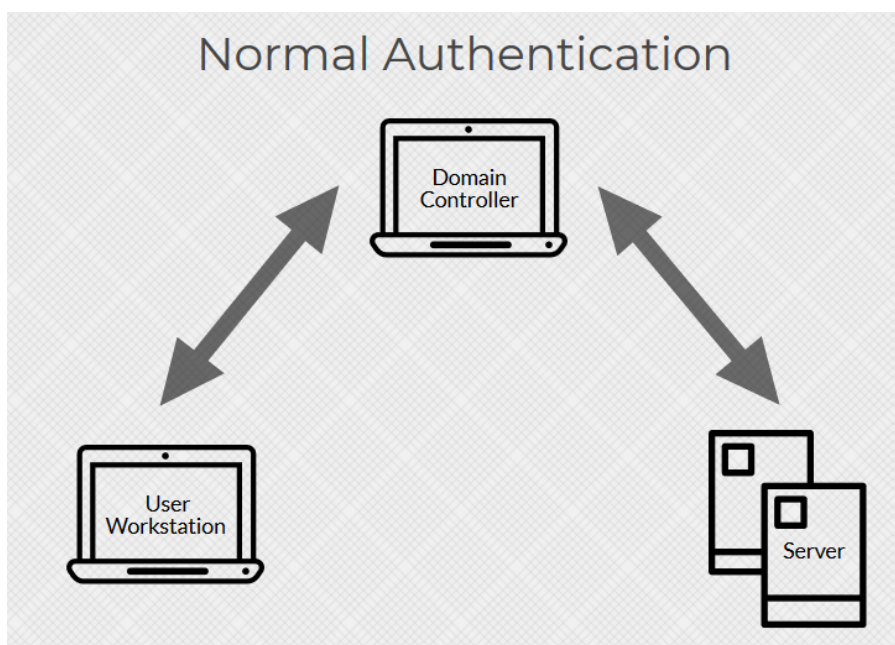 Normal Authentication
Domain
Controller
User
Workstation
Server